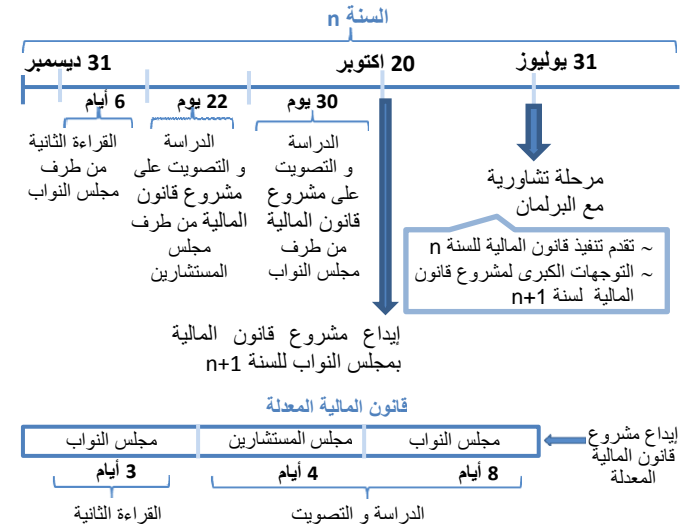 السنة n
31 يوليوز
20 اكتوبر
31 ديسمبر
مرحلة تشاورية
مع البرلمان
~ تقدم تنفيذ قانون المالية للسنة n
~ التوجهات الكبرى لمشروع قانون
المالية لسنة n+1
30 يوم
الدراسة
و التصويت
على مشروع
قانون المالية
من طرف
مجلس النواب
22 يوم
الدراسة
و التصويت على
مشروع قانون
المالية من طرف
مجلس
المستشارين
6 أيام
القراءة الثانية
من طرف
مجلس النواب
إيداع مشروع قانون المالية
بمجلس النواب للسنة n+1
قانون المالية المعدلة
إيداع مشروع
قانون المالية
المعدلة
مجلس النواب
مجلس المستشارين
مجلس النواب
8 أيام
4 أيام
3 أيام
الدراسة و التصويت
القراءة الثانية